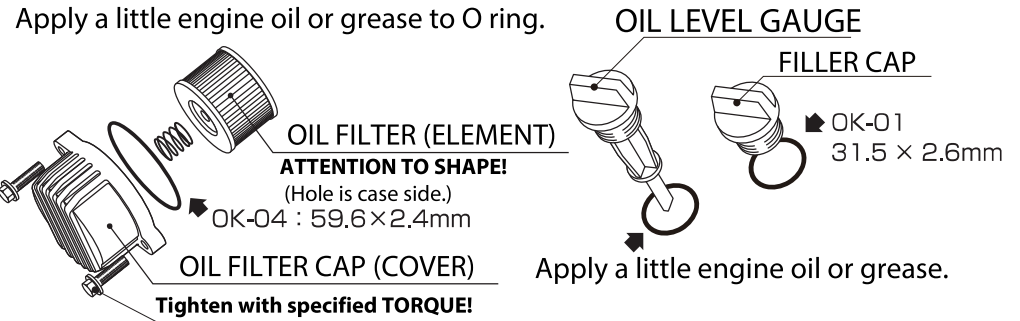 Apply a little engine oil or grease to O ring.
OIL LEVEL GAUGE
FILLER CAP
OK-01
31.5 × 2.6mm
OIL FILTER (ELEMENT)
ATTENTION TO SHAPE!
(Hole is case side.)
OK-04 : 59.6×2.4mm
OIL FILTER CAP (COVER)
Apply a little engine oil or grease.
Tighten with specified TORQUE!